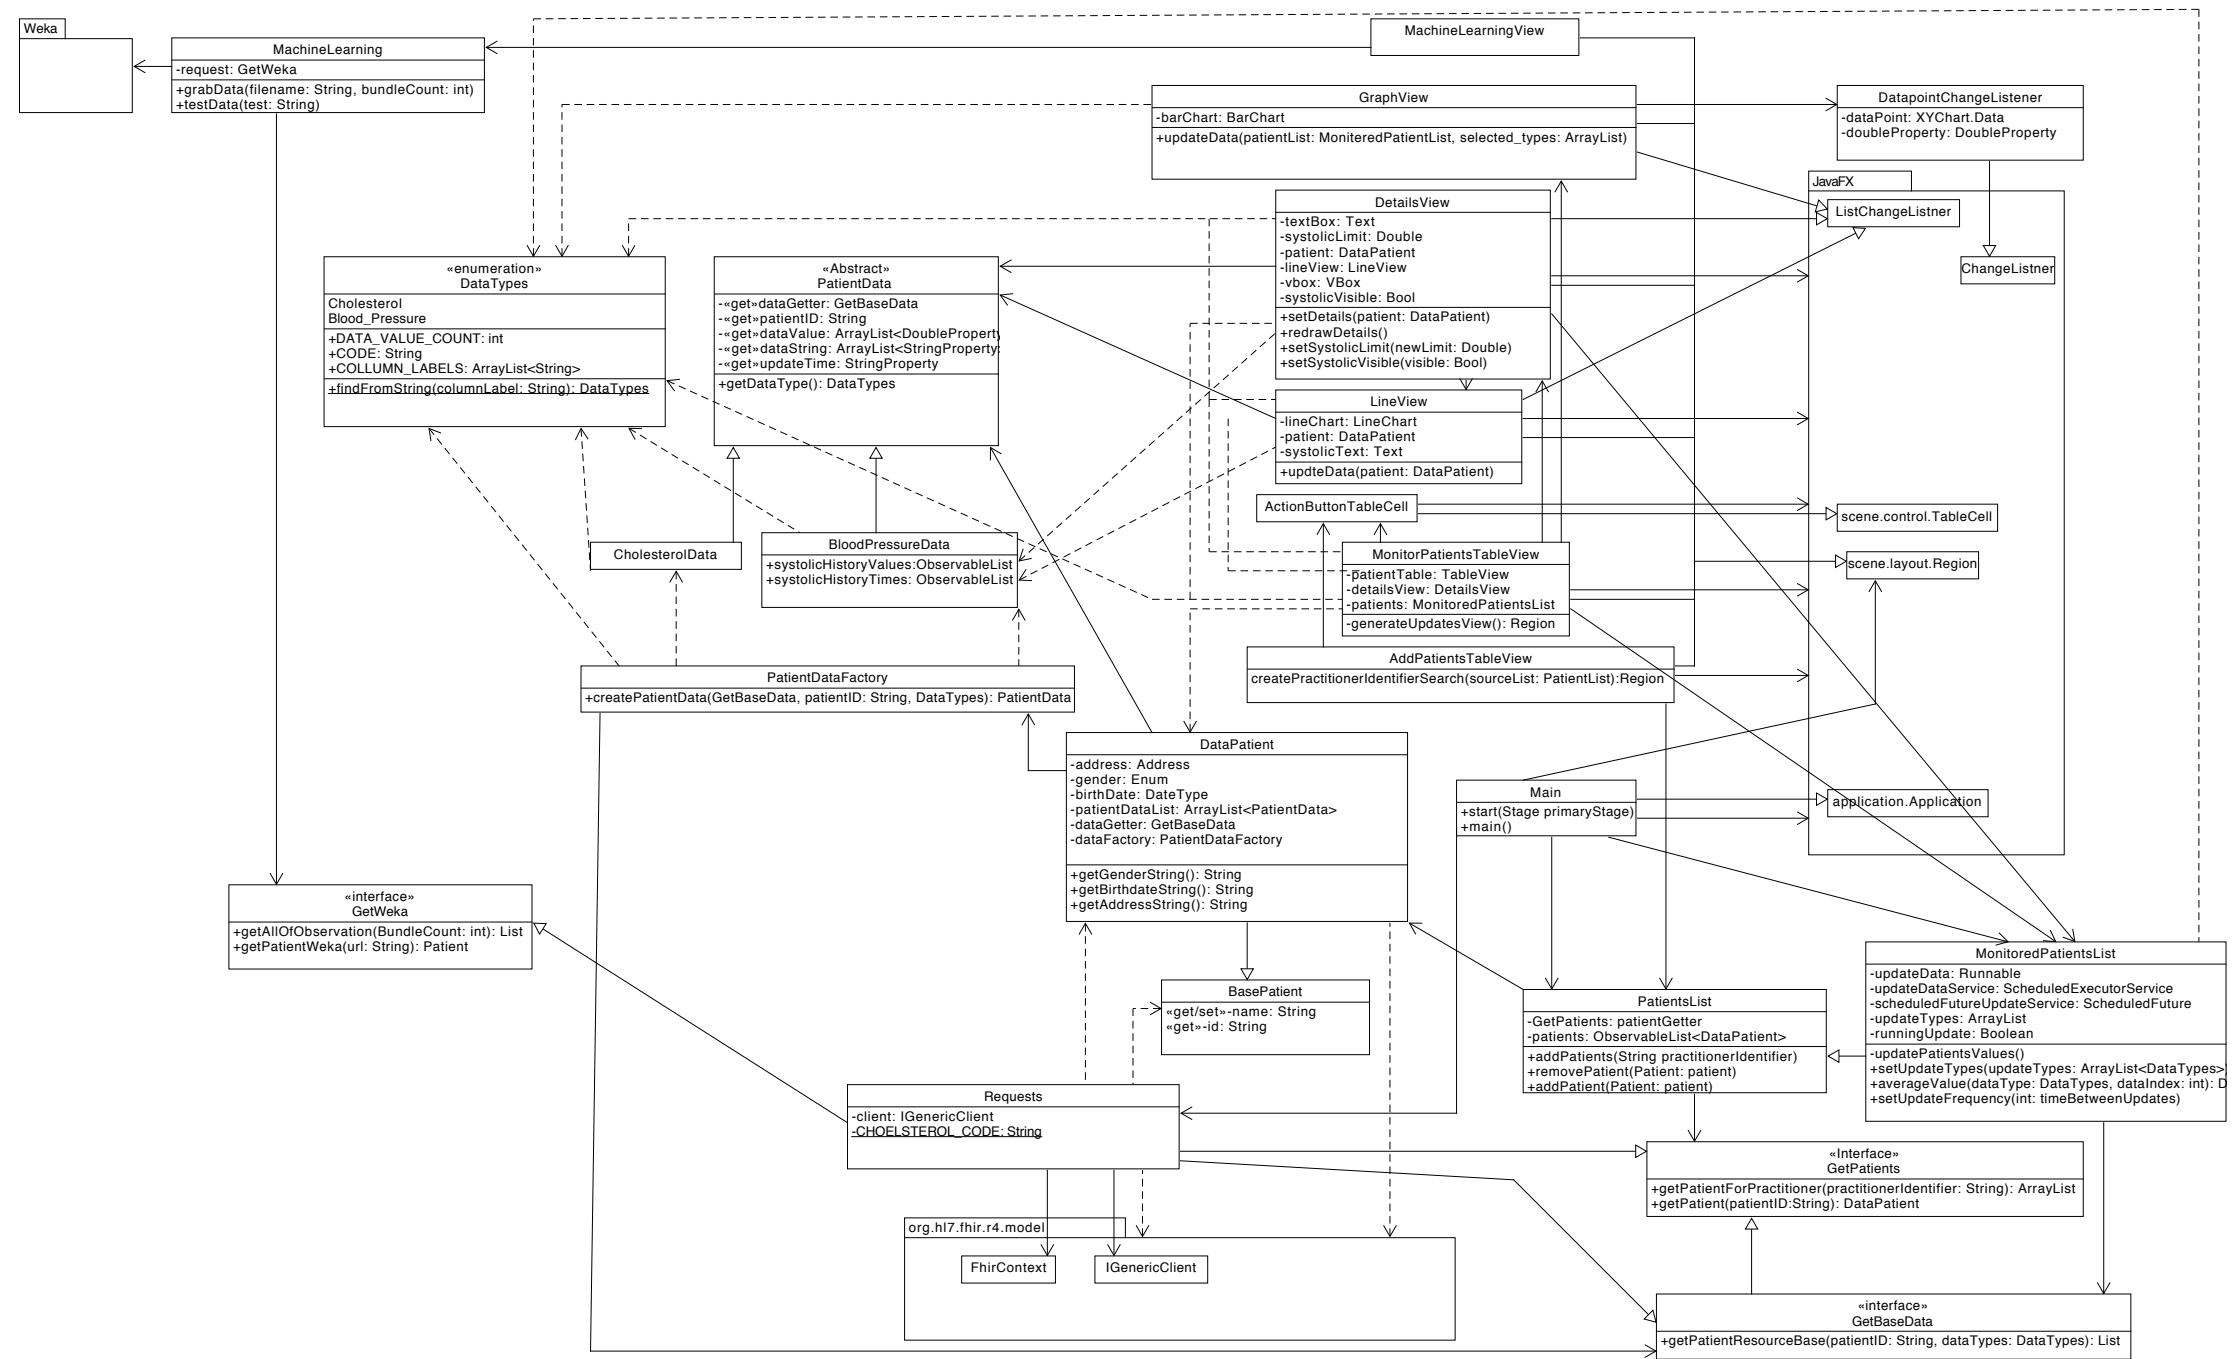 Weka
MachineLearning
-request: GetWeka
+grabData(filename: String, bundleCount: int)
+testData(test: String)
MachineLearningView
GraphView
-barChart: BarChart
+updateData(patientList: MoniteredPatientList, selected_types: ArrayList)
DatapointChangeListener
-dataPoint: XYChart.Data
-doubleProperty: DoubleProperty
JavaFX
ListChangeListner
ChangeListner
scene.control.TableCell
scene.layout.Region
application.Application
DetailsView
-textBox: Text
-systolicLimit: Double
-patient: DataPatient
-lineView: LineView
-vbox: VBox
-systolicVisible: Bool
+setDetails(patient: DataPatient)
+redrawDetails()
+setSystolicLimit(newLimit: Double)
+setSystolicVisible(visible: Bool)
«enumeration»
DataTypes
Cholesterol
Blood_Pressure
+DATA_VALUE_COUNT: int
+CODE: String
+COLLUMN_LABELS: ArrayList<String>
+findFromString(columnLabel: String): DataTypes
«Abstract»
PatientData
-«get»dataGetter: GetBaseData
-«get»patientID: String
-«get»dataValue: ArrayList<DoubleProperty
-«get»dataString: ArrayList<StringProperty:
-«get»updateTime: StringProperty
+getDataType(): DataTypes
LineView
-lineChart: LineChart
-patient: DataPatient
-systolicText: Text
+updteData(patient: DataPatient)
ActionButtonTableCell
CholesterolData
BloodPressureData
+systolicHistoryValues:ObservableList
+systolicHistoryTimes: ObservableList
MonitorPatientsTableView
-patientTable: TableView
-detailsView: DetailsView
-patients: MonitoredPatientsList
-generateUpdatesView(): Region
AddPatientsTableView
createPractitionerIdentifierSearch(sourceList: PatientList):Region
PatientDataFactory
+createPatientData(GetBaseData, patientID: String, DataTypes): PatientData
DataPatient
-address: Address
-gender: Enum
-birthDate: DateType
-patientDataList: ArrayList<PatientData>
-dataGetter: GetBaseData
-dataFactory: PatientDataFactory
+getGenderString(): String
+getBirthdateString(): String
+getAddressString(): String
Main
+start(Stage primaryStage)
+main()
«interface»
GetWeka
+getAllOfObservation(BundleCount: int): List
+getPatientWeka(url: String): Patient
BasePatient
«get/set»-name: String
«get»-id: String
PatientsList
-GetPatients: patientGetter
-patients: ObservableList<DataPatient>
+addPatients(String practitionerIdentifier)
+removePatient(Patient: patient)
+addPatient(Patient: patient)
MonitoredPatientsList
-updateData: Runnable
-updateDataService: ScheduledExecutorService
-scheduledFutureUpdateService: ScheduledFuture
-updateTypes: ArrayList
-runningUpdate: Boolean
-updatePatientsValues()
+setUpdateTypes(updateTypes: ArrayList<DataTypes>)
+averageValue(dataType: DataTypes, dataIndex: int): D
+setUpdateFrequency(int: timeBetweenUpdates)
Requests
-client: IGenericClient
-CHOELSTEROL_CODE: String
«Interface»
GetPatients
+getPatientForPractitioner(practitionerIdentifier: String): ArrayList
+getPatient(patientID:String): DataPatient
org.hl7.fhir.r4.model
FhirContext
IGenericClient
«interface»
GetBaseData
+getPatientResourceBase(patientID: String, dataTypes: DataTypes): List